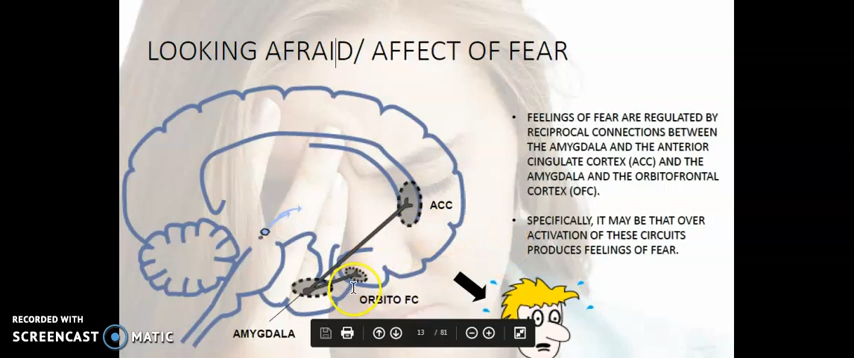 LOOKING AFRAID/ AFFECT OF FEAR
• FEELINGS OF FEAR ARE REGULATED BY
RECIPROCAL CONNECTIONS BETWEEN
THE AMYGDALA AND THE ANTERIOR
CINGULATE CORTEX (ACC) AND THE
AMYGDALA AND THE ORBITOFRONTAL
CORTEX (OFC).
• SPECIFICALLY, IT MAY BE THAT OVER
ACTIVATION OF THESE CIRCUITS
PRODUCES FEELINGS OF FEAR.
ACC
ORBITO FC
AMYGDALA
13 / 81
RECORDED WITH
SCREENCAST MATIC